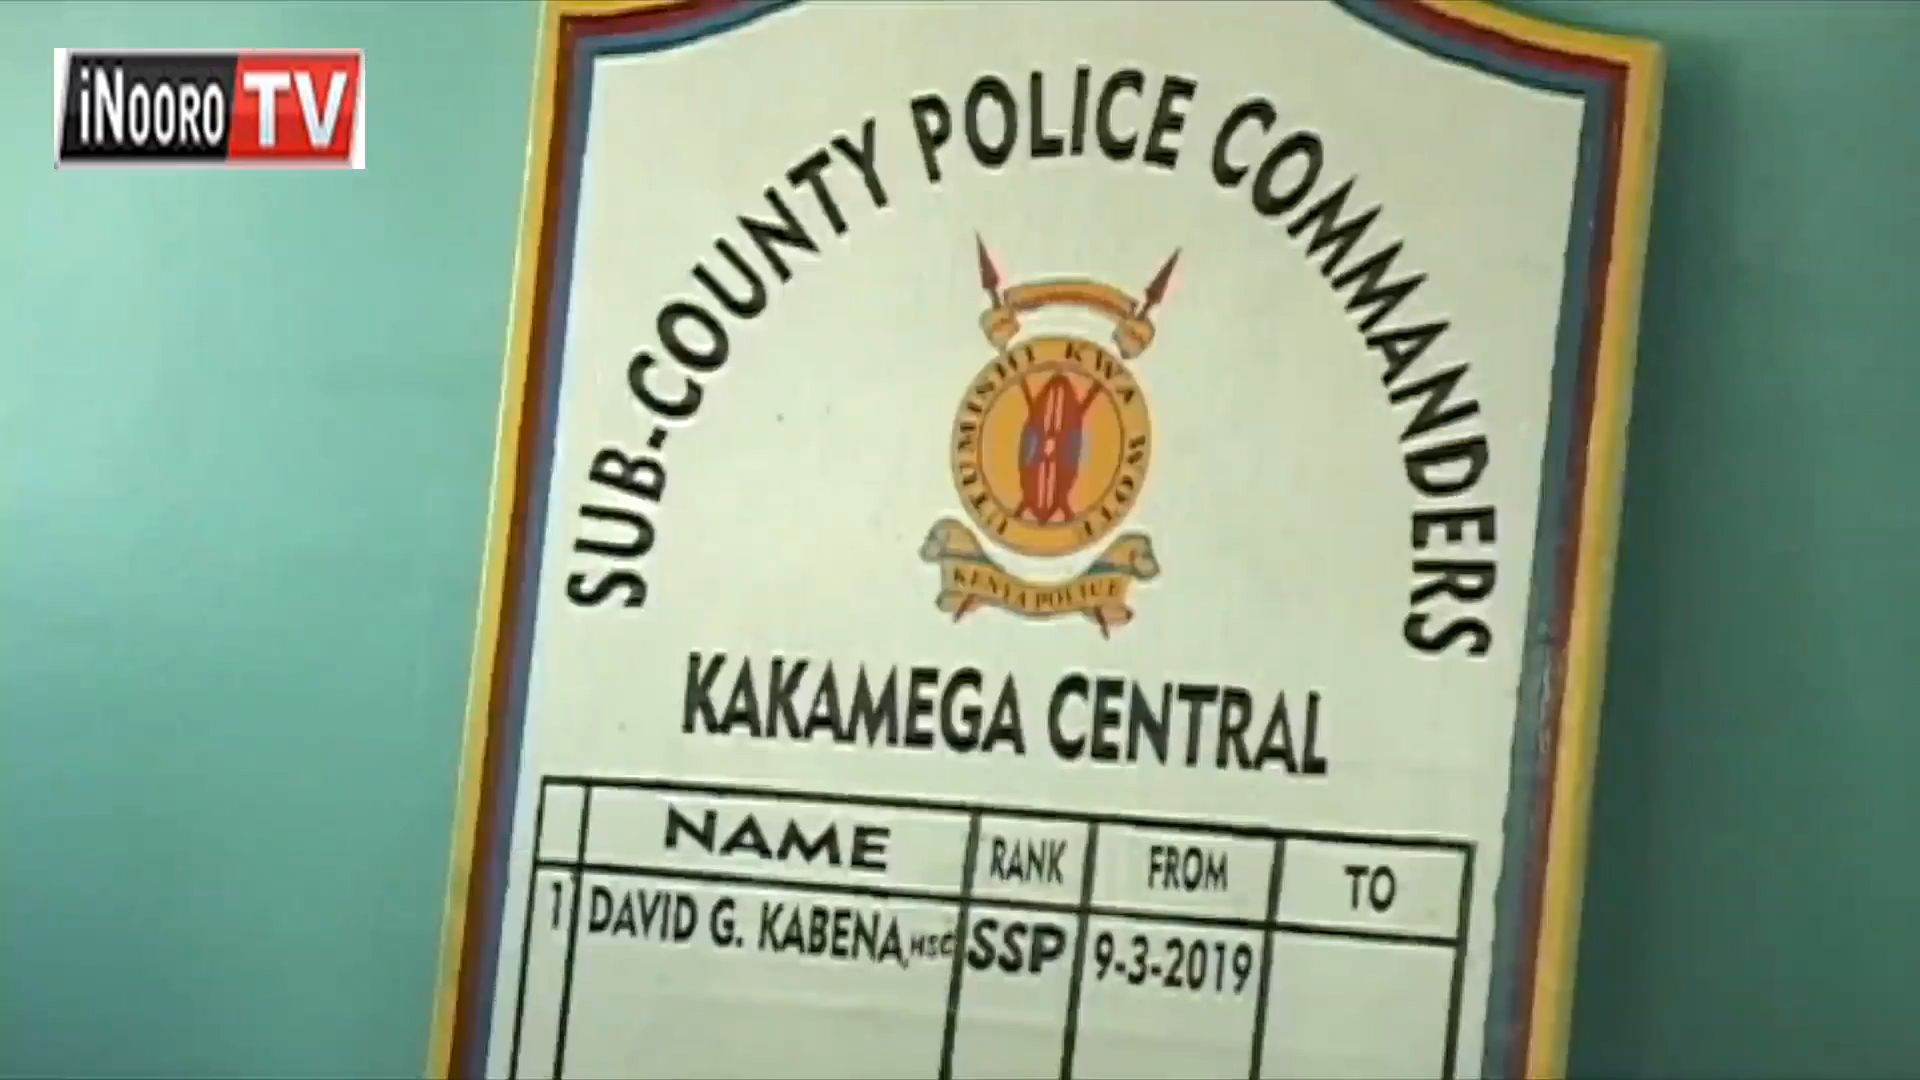 iNOORO TV
SUB-COUNTY POLICE COMMANDERS
UTUMISHI KWA WOTE
KENYA POLICE
KAKAMEGA CENTRAL
NAME RANK FROM TO
1 DAVID G. KABENA, HSC SSP 9-3-2019